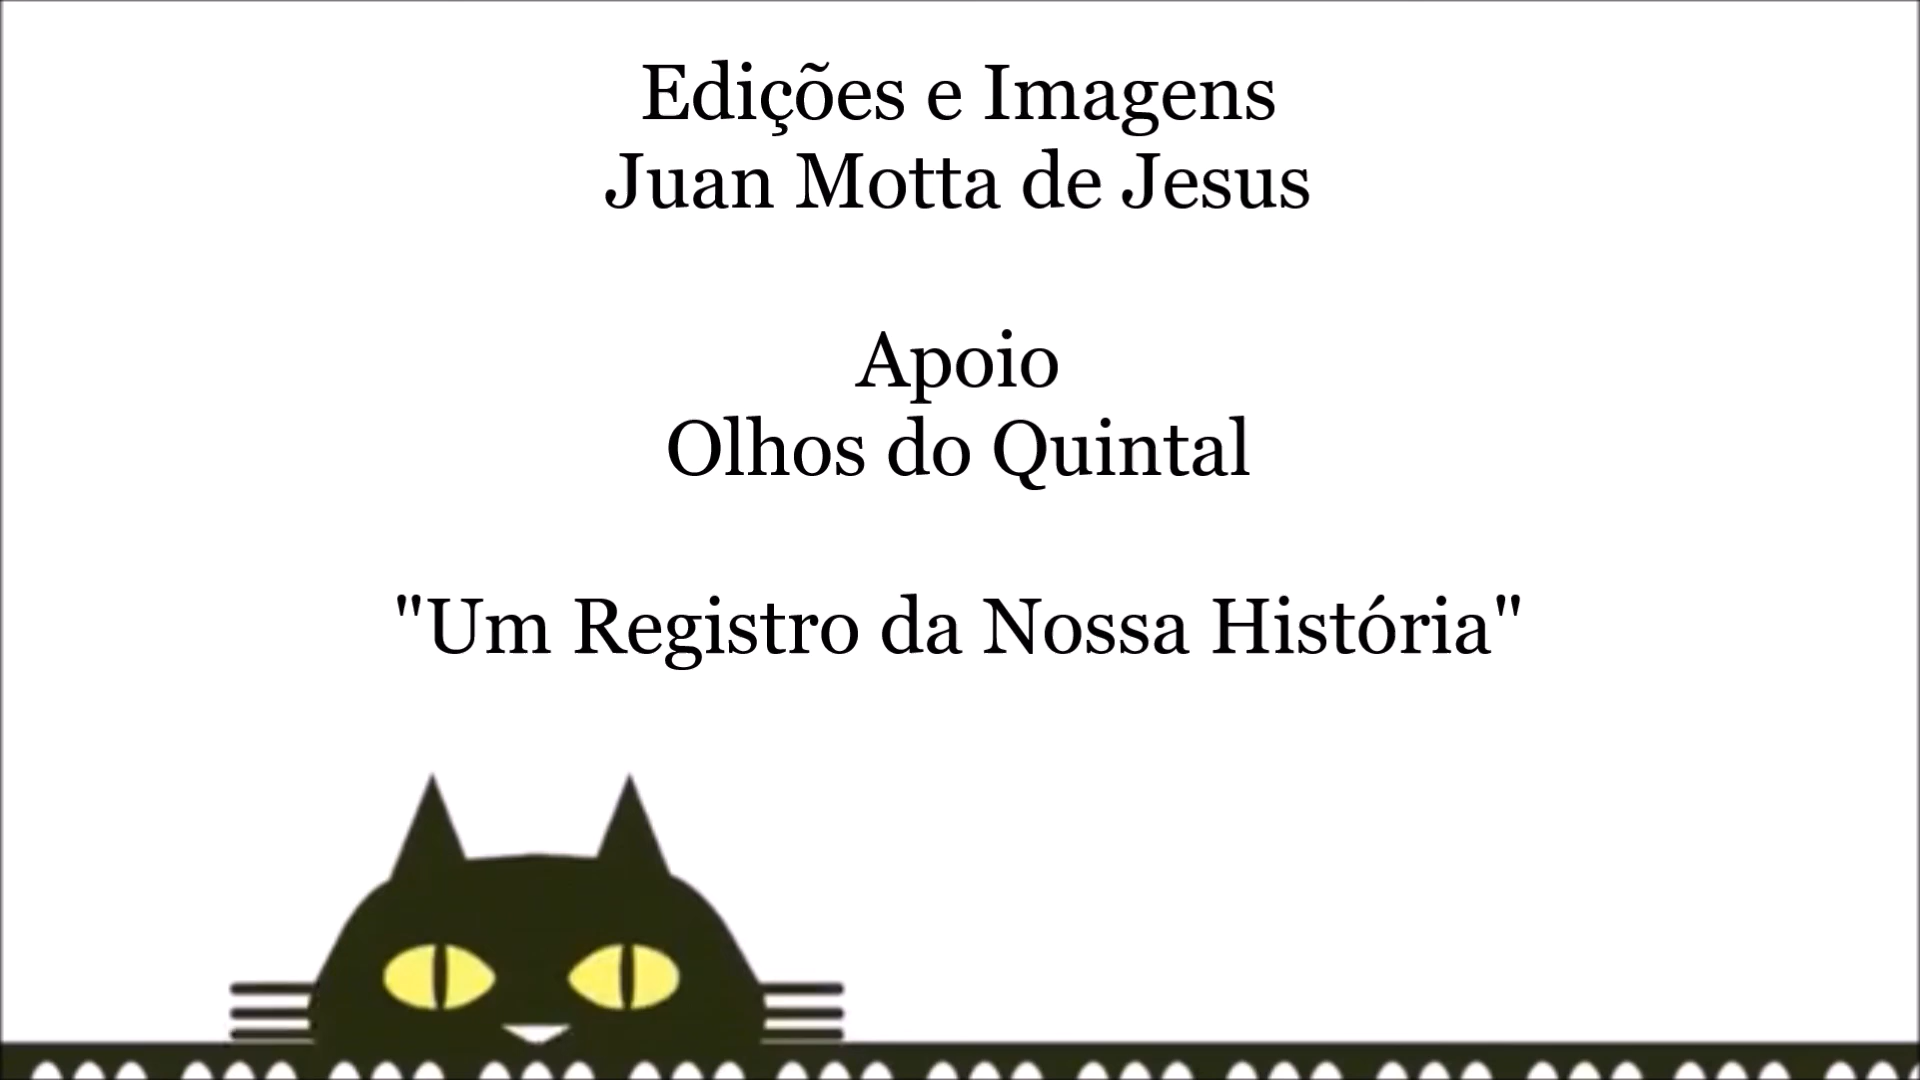 Edições e Imagens
Juan Motta de Jesus
Apoio
Olhos do Quintal
"Um Registro da Nossa História"